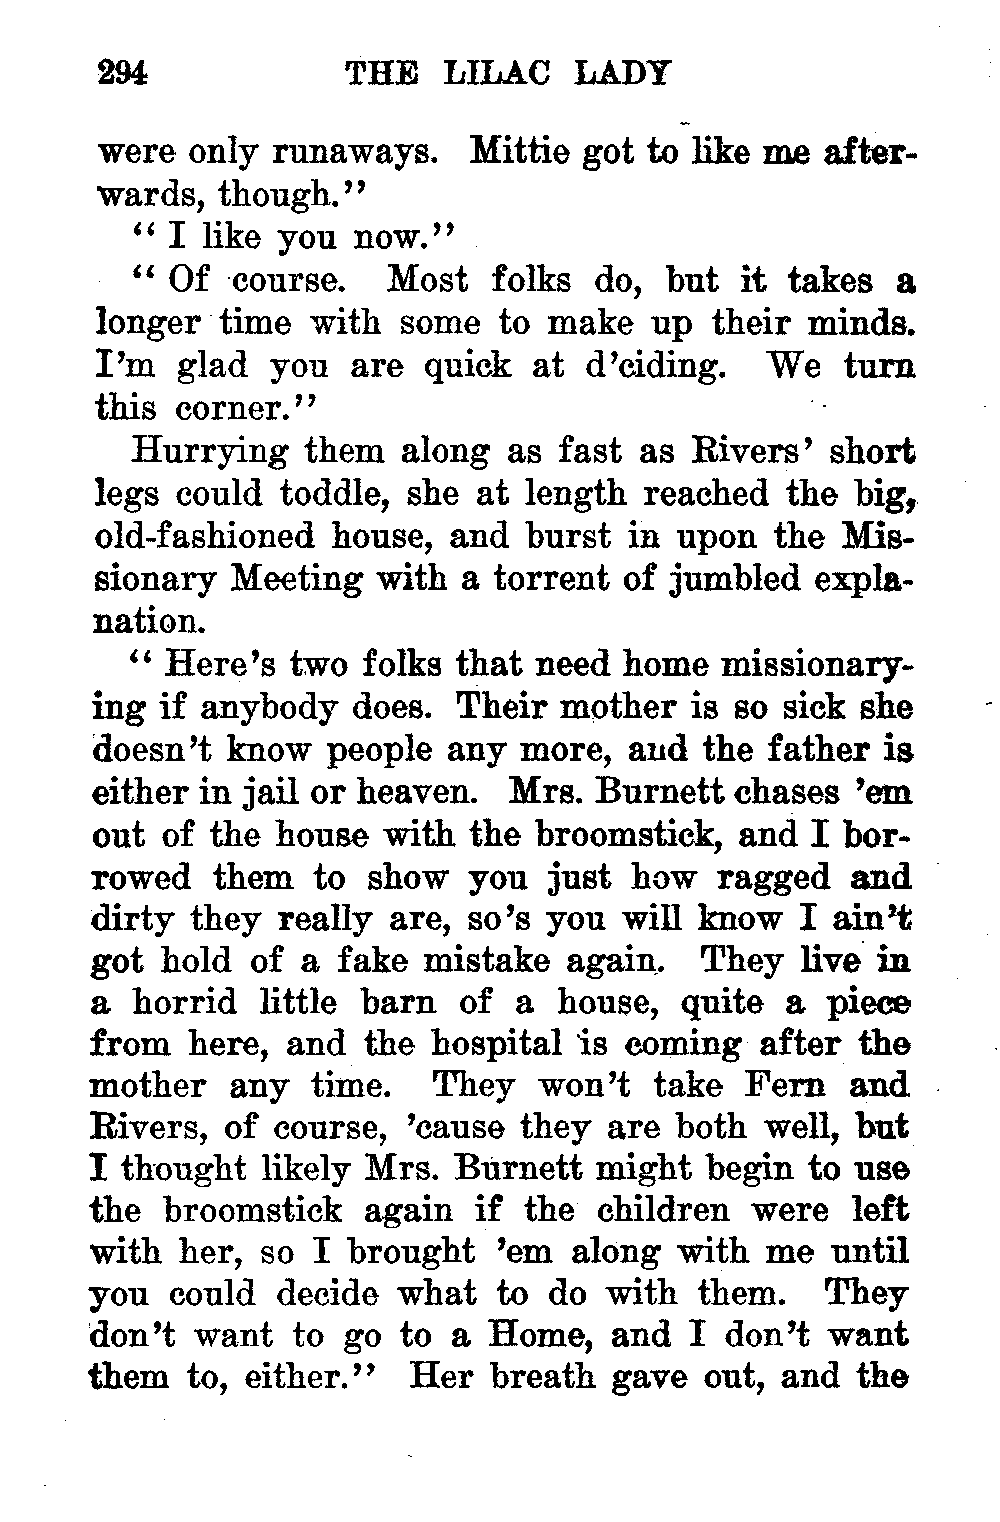 294 THE LILAC LADY
were only runaways. Mittie got to like me after-
wards, though."
" I like you now."
" Of course. Most folks do, but it takes a
longer time with some to make up their minds.
I'm glad you are quick at d'ciding. We turn
this corner."
Hurrying them along as fast as Rivers' short
legs could toddle, she at length reached the big,
old-fashioned house, and burst in upon the Mis-
sionary Meeting with a torrent of jumbled expla-
nation.
" Here's two folks that need home missionary-
ing if anybody does. Their mother is so sick she
doesn't know people any more, and the father is
either in jail or heaven. Mrs. Burnett chases 'em
out of the house with the broomstick, and I bor-
rowed them to show you just how ragged and
dirty they really are, so's you will know I ain't
got hold of a fake mistake again. They live in
a horrid little barn of a house, quite a piece
from here, and the hospital is coming after the
mother any time. They won't take Fern and
Rivers, of course, 'cause they are both well, but
I thought likely Mrs. Burnett might begin to use
the broomstick again if the children were left
with her, so I brought 'em along with me until
you could decide what to do with them. They
don't want to go to a Home, and I don't want
them to, either." Her breath gave out, and the